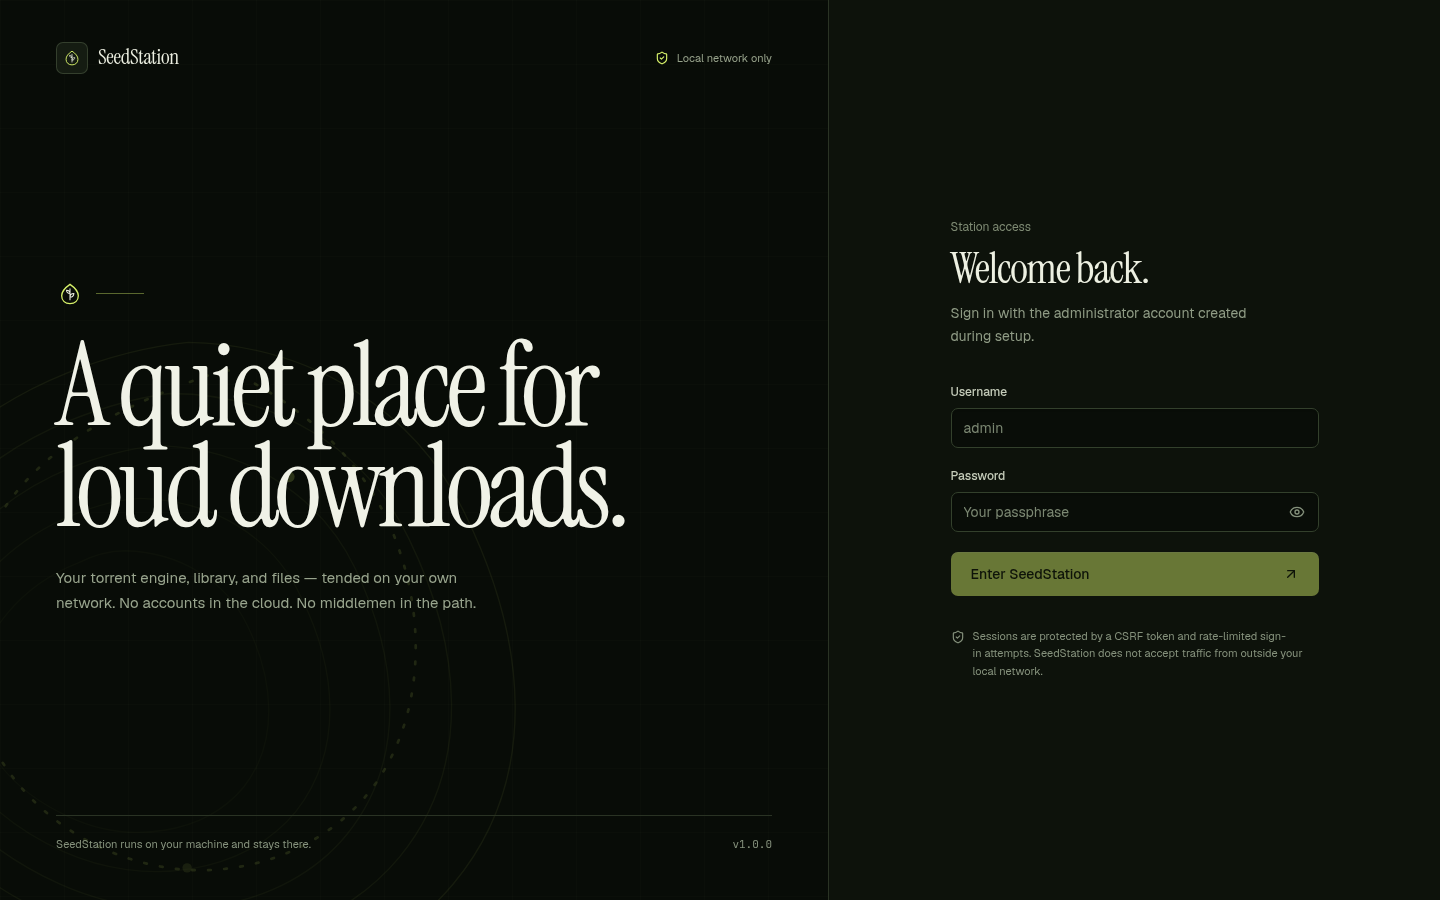 SeedStation
Local network only
A quiet place for
loud downloads.
Your torrent engine, library, and files — tended on your own
network. No accounts in the cloud. No middlemen in the path.
SeedStation runs on your machine and stays there.
v1.0.0
Station access
Welcome back.
Sign in with the administrator account created
during setup.
Username
admin
Password
Your passphrase
Enter SeedStation
Sessions are protected by a CSRF token and rate-limited sign-
in attempts. SeedStation does not accept traffic from outside your
local network.